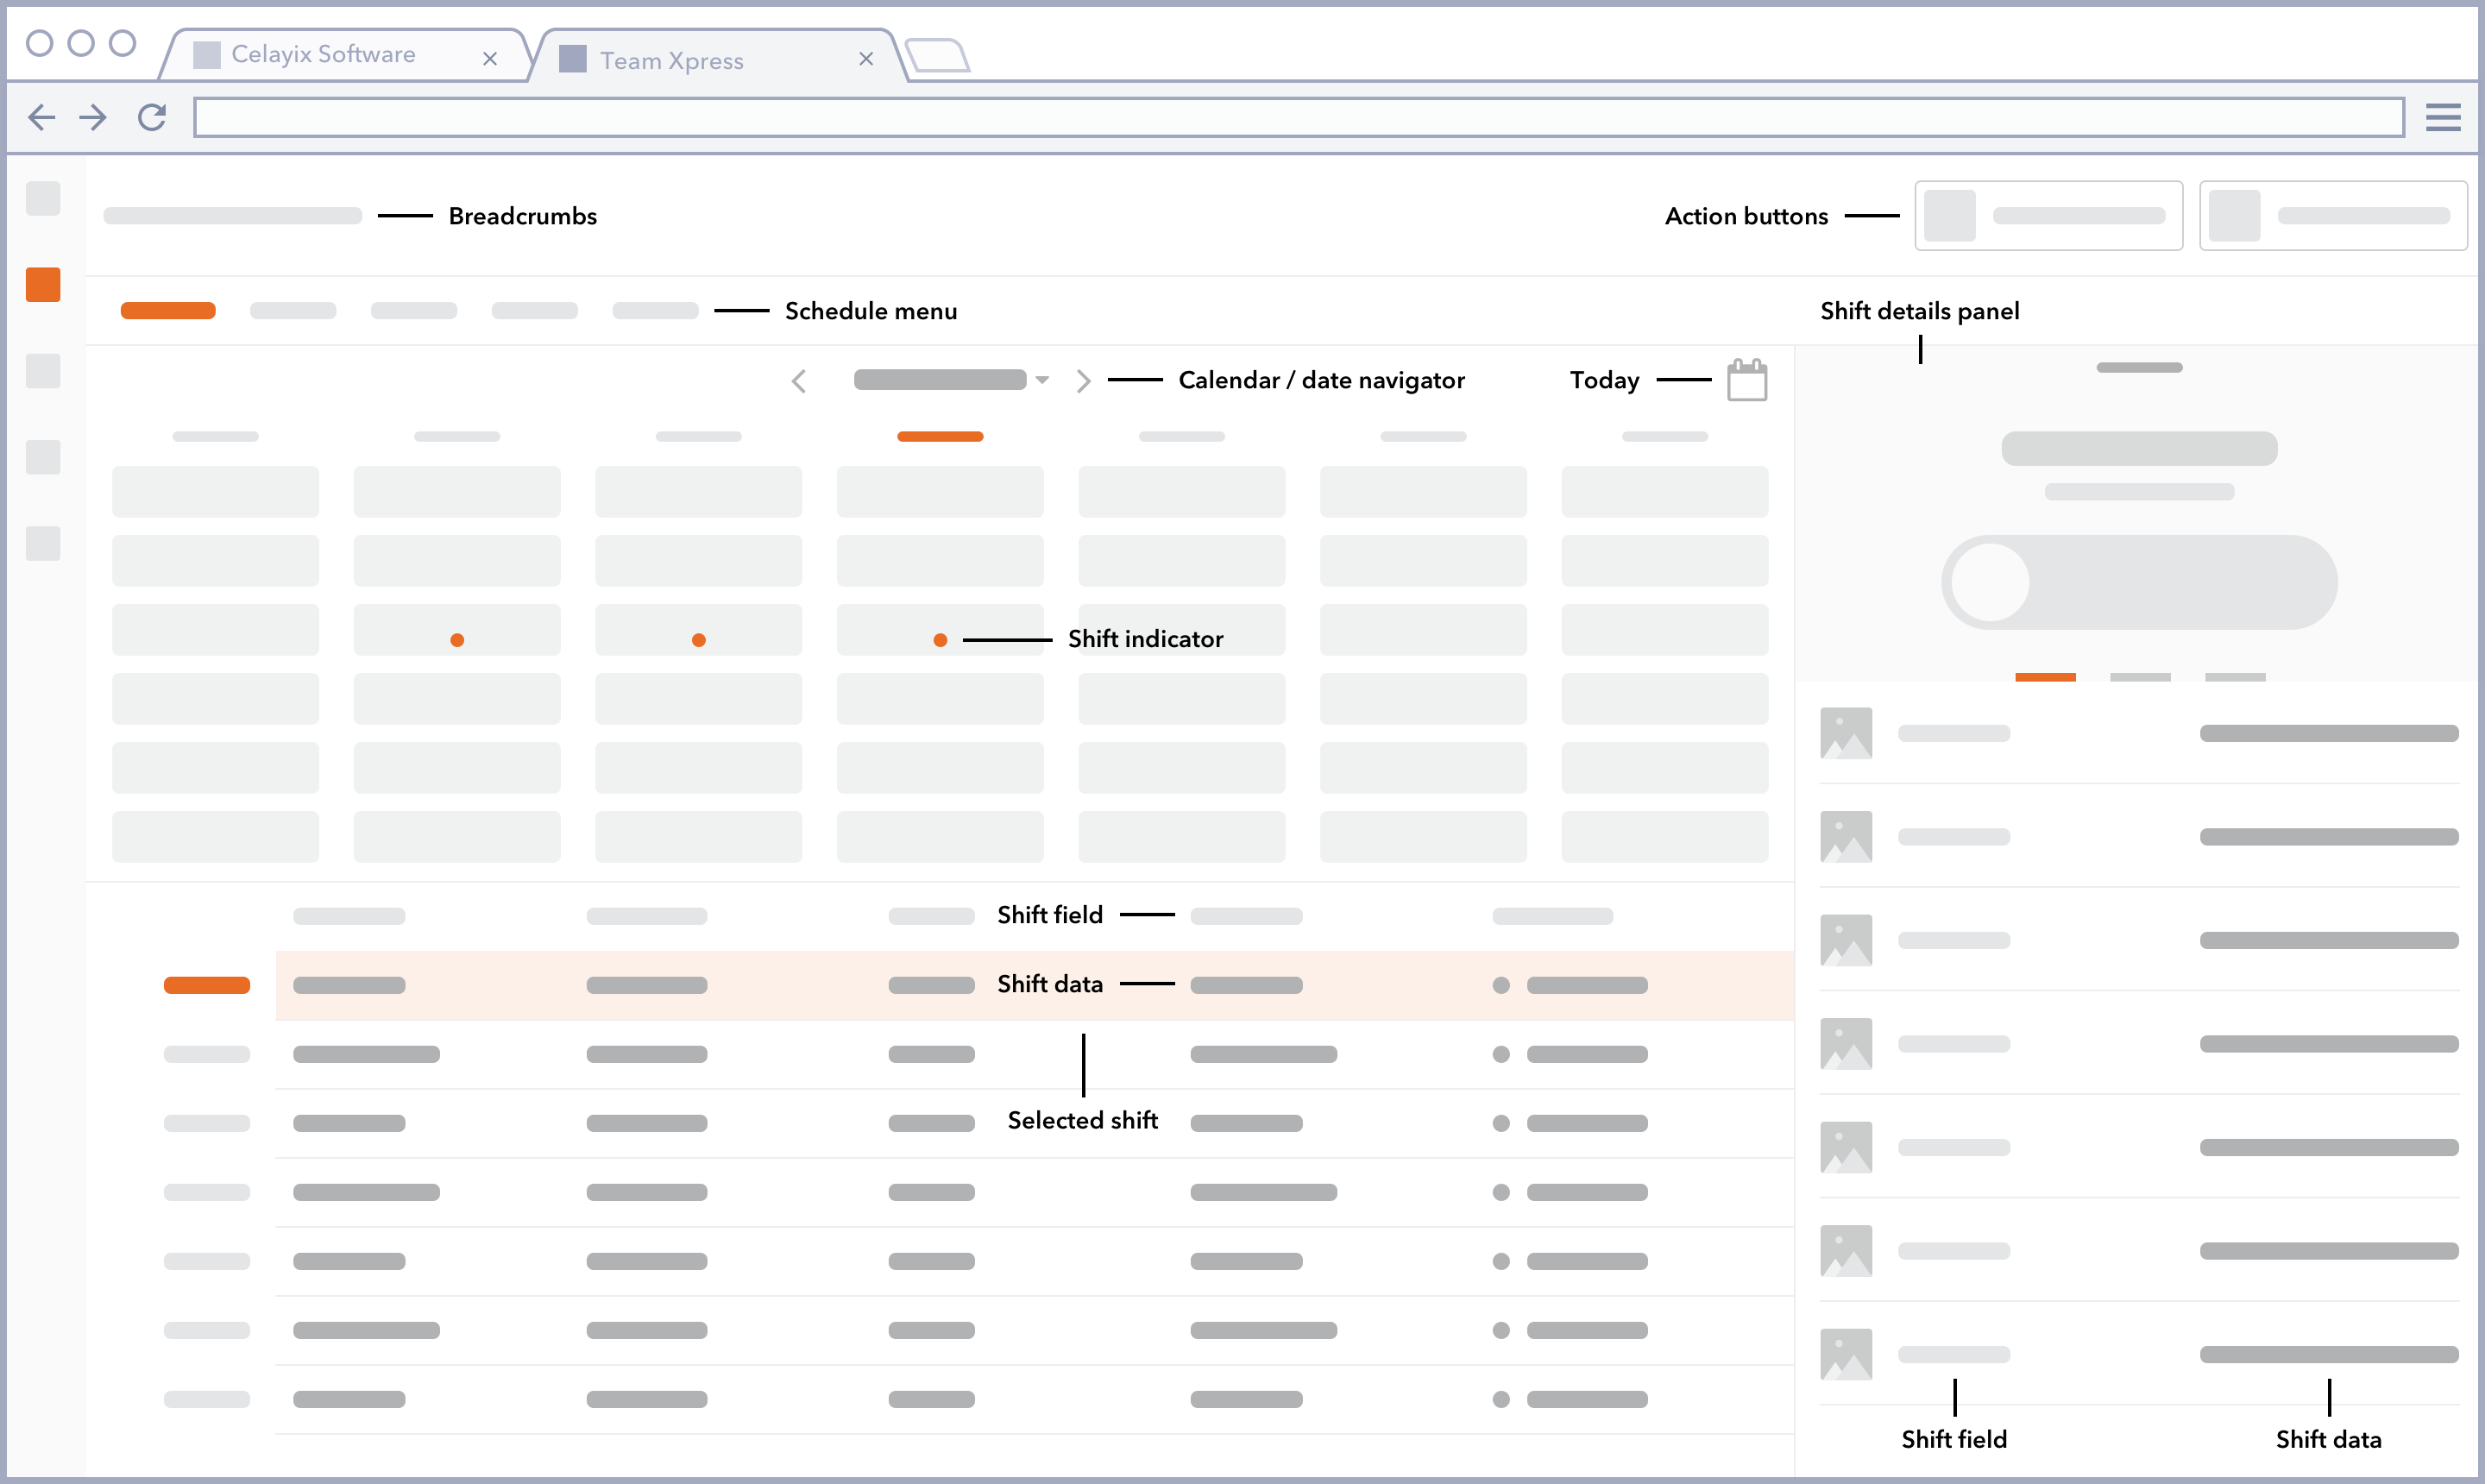 Celayix Software
Team Xpress
Breadcrumbs
Action buttons
Schedule menu
Shift details panel
Calendar / date navigator
Today
Shift indicator
Shift field
Shift data
Selected shift
Shift field
Shift data